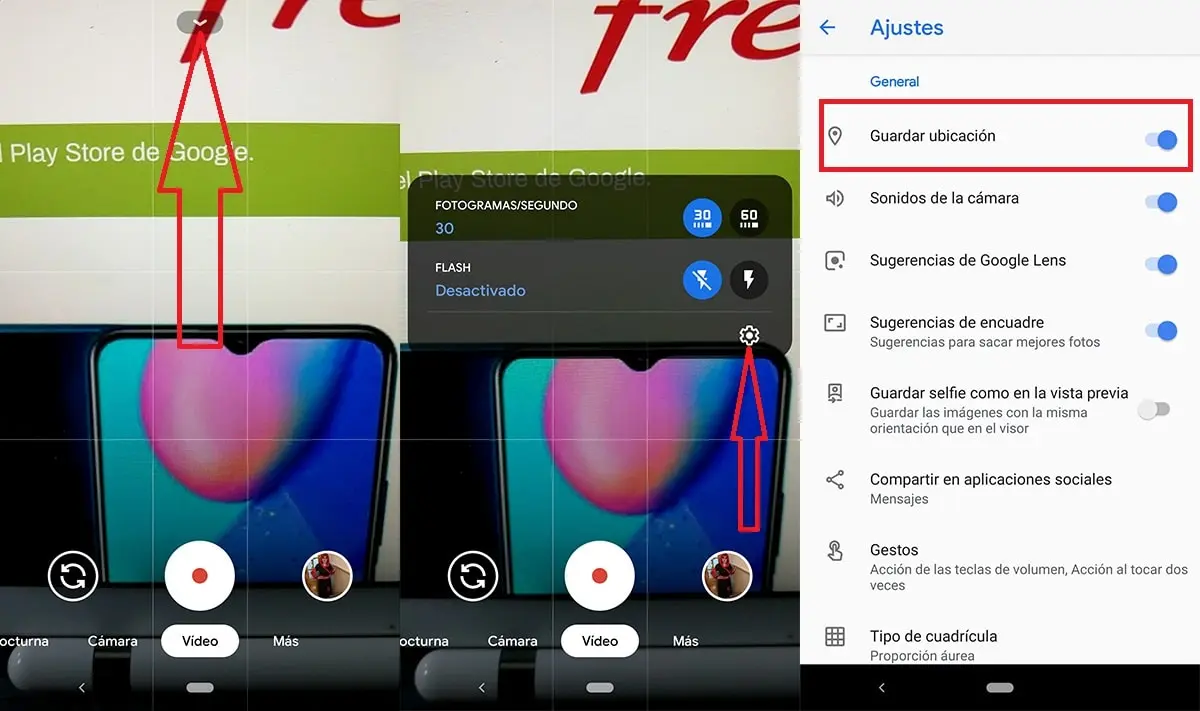 fre
l Play Store de Google.
octurna
Cámara
Vídeo
Más
fre
el Play Store de Google.
FOTOGRAMAS/SEGUNDO
30
30
60
FLASH
Desactivado
octurna
Cámara
Vídeo
Más
Ajustes
General
Guardar ubicación
Sonidos de la cámara
Sugerencias de Google Lens
Sugerencias de encuadre
Sugerencias para sacar mejores fotos
Guardar selfie como en la vista previa
Guardar las imágenes con la misma
orientación que en el visor
Compartir en aplicaciones sociales
Mensajes
Gestos
Acción de las teclas de volumen, Acción al tocar dos
veces
Tipo de cuadrícula
Proporción áurea